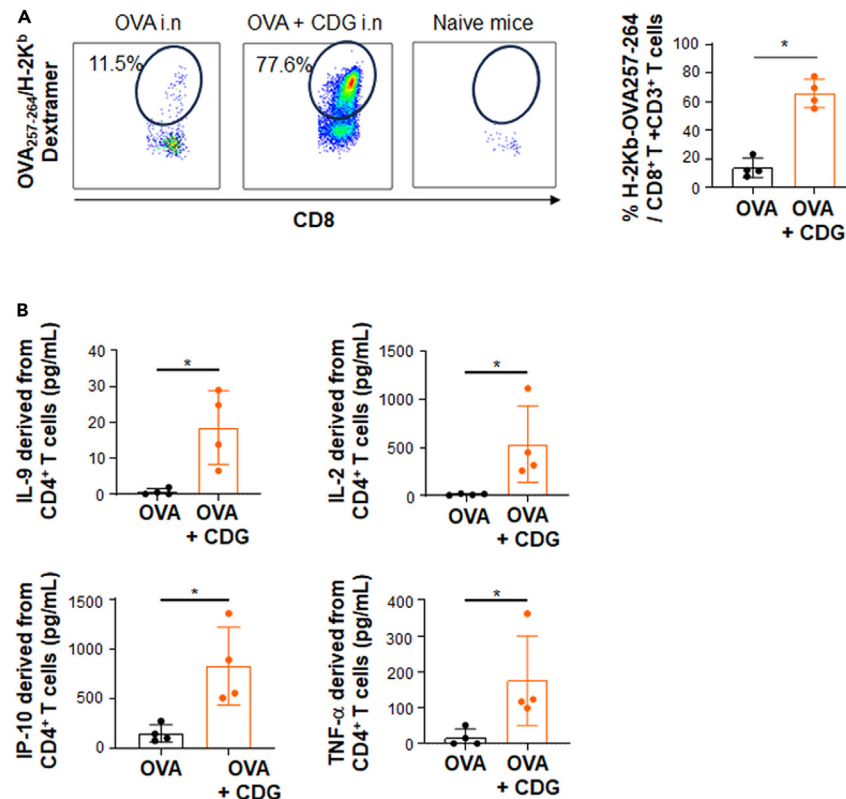 A
OVA i.n
OVA + CDG i.n
Naive mice
OVA257-264/H-2Kb
Dextramer
11.5%
77.6%
CD8
% H-2Kb-OVA257-264
/ CD8+ T +CD3+ T cells
100
80
60
40
20
0
*
OVA
OVA
+ CDG
B
IL-9 derived from
CD4+ T cells (pg/mL)
40
30
20
10
0
*
OVA
OVA
+ CDG
IL-2 derived from
CD4+ T cells (pg/mL)
1500
1000
500
0
*
OVA
OVA
+ CDG
IP-10 derived from
CD4+ T cells (pg/mL)
1500
1000
500
0
*
OVA
OVA
+ CDG
TNF-α derived from
CD4+ T cells (pg/mL)
400
300
200
100
0
*
OVA
OVA
+ CDG